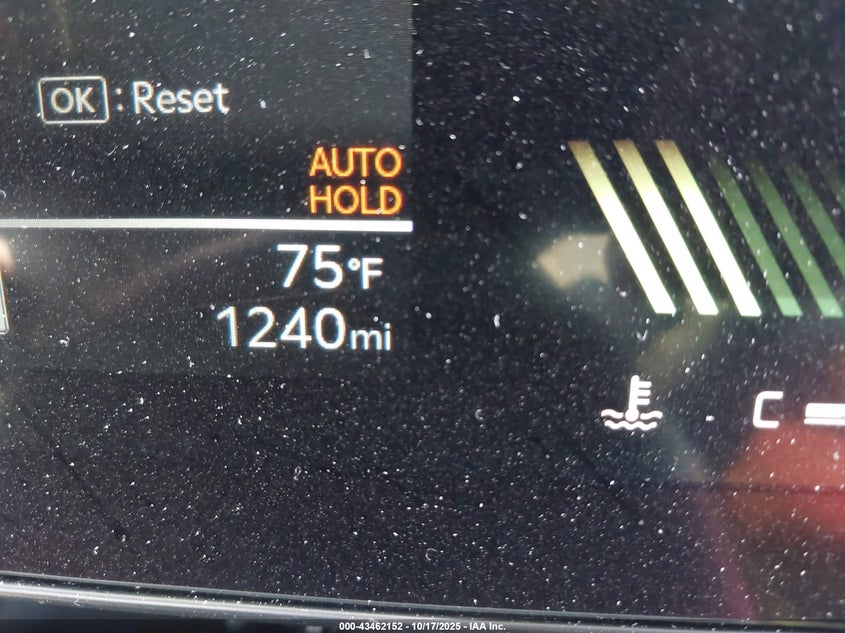 OK : Reset
AUTO
HOLD
75°F
1240mi
C
000-43462152 - 10/17/2025 - IAA Inc.